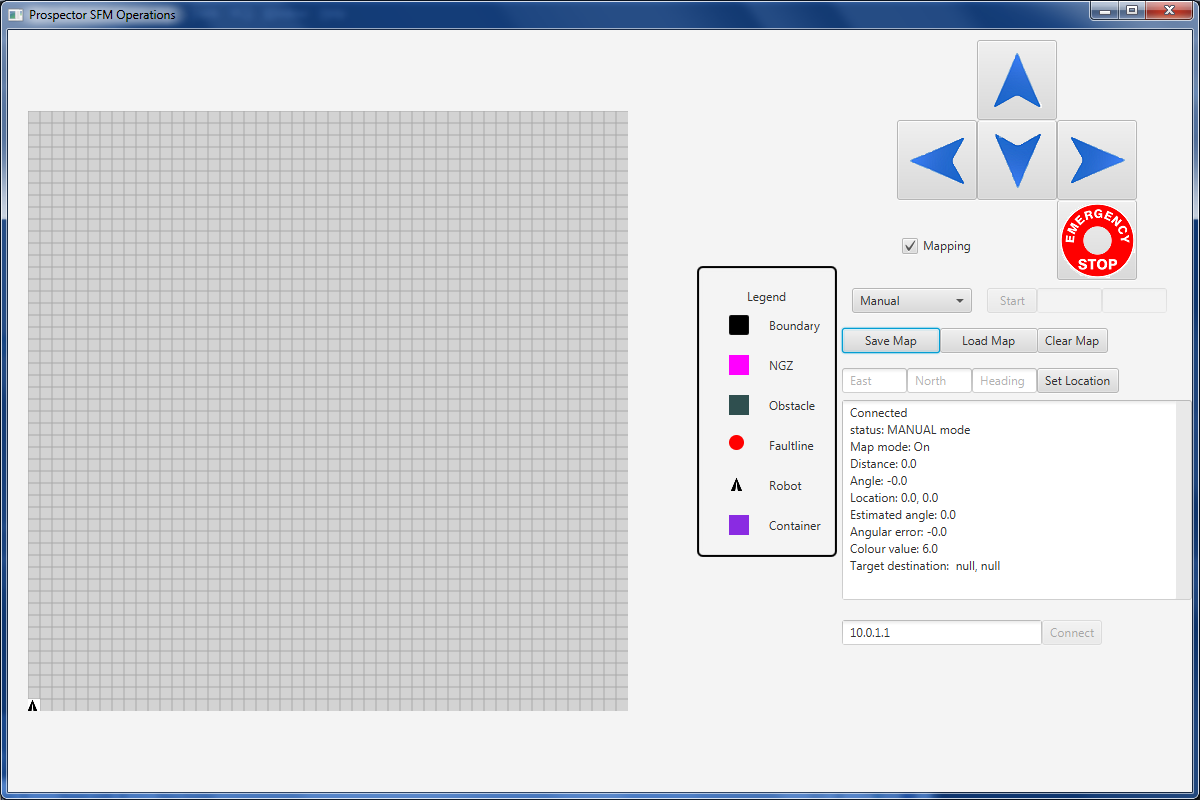 Prospector SFM Operations
EMERGENCY
STOP
Mapping
Legend
Boundary
NGZ
Obstacle
Faultline
Robot
Container
Manual
Start
Save Map
Load Map
Clear Map
East
North
Heading
Set Location
Connected
status: MANUAL mode
Map mode: On
Distance: 0.0
Angle: -0.0
Location: 0.0, 0.0
Estimated angle: 0.0
Angular error: -0.0
Colour value: 6.0
Target destination:  null, null
10.0.1.1
Connect